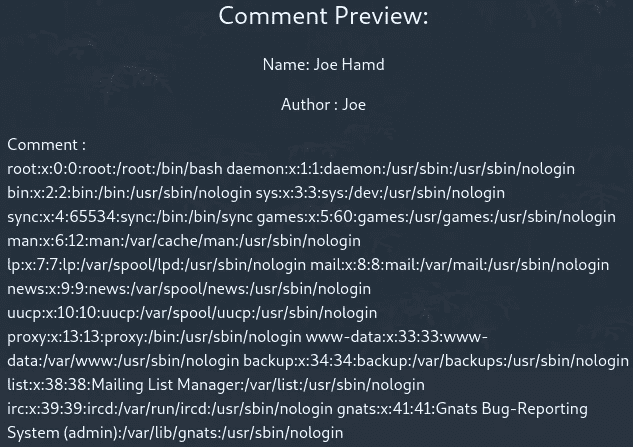 Comment Preview:
Name: Joe Hamd
Author : Joe
Comment :
root:x:0:0:root:/root:/bin/bash daemon:x:1:1:daemon:/usr/sbin:/usr/sbin/nologin
bin:x:2:2:bin:/bin:/usr/sbin/nologin sys:x:3:3:sys:/dev:/usr/sbin/nologin
sync:x:4:65534:sync:/bin:/bin/sync games:x:5:60:games:/usr/games:/usr/sbin/nologin
man:x:6:12:man:/var/cache/man:/usr/sbin/nologin
lp:x:7:7:lp:/var/spool/lpd:/usr/sbin/nologin mail:x:8:8:mail:/var/mail:/usr/sbin/nologin
news:x:9:9:news:/var/spool/news:/usr/sbin/nologin
uucp:x:10:10:uucp:/var/spool/uucp:/usr/sbin/nologin
proxy:x:13:13:proxy:/bin:/usr/sbin/nologin www-data:x:33:33:www-
data:/var/www:/usr/sbin/nologin backup:x:34:34:backup:/var/backups:/usr/sbin/nologin
list:x:38:38:Mailing List Manager:/var/list:/usr/sbin/nologin
irc:x:39:39:ircd:/var/run/ircd:/usr/sbin/nologin gnats:x:41:41:Gnats Bug-Reporting
System (admin):/var/lib/gnats:/usr/sbin/nologin